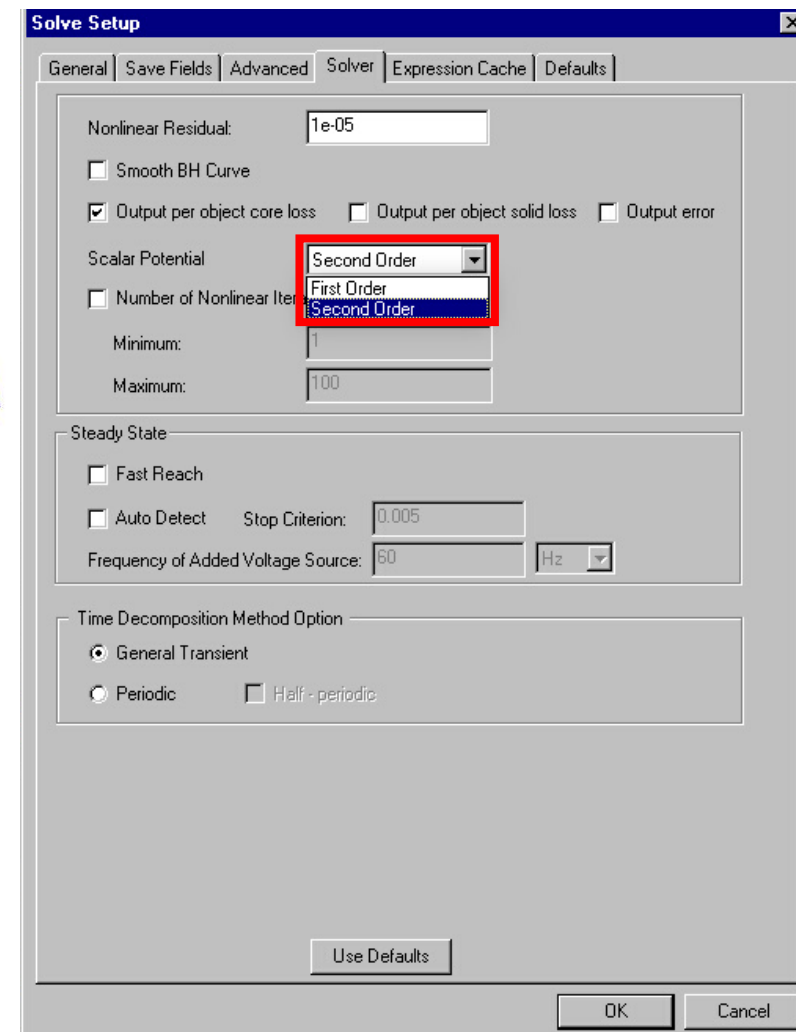 Solve Setup
General Save Fields Advanced Solver Expression Cache Defaults
Nonlinear Residual: 1e-05
Smooth BH Curve
Output per object core loss Output per object solid loss Output error
Scalar Potential Second Order
First Order
Number of Nonlinear
Second Order
Minimum: 1
Maximum: 100
Steady State
Fast Reach
Auto Detect Stop Criterion: 0.005
Frequency of Added Voltage Source: 60 Hz
Time Decomposition Method Option
General Transient
Periodic Half - periodic
Use Defaults
OK Cancel